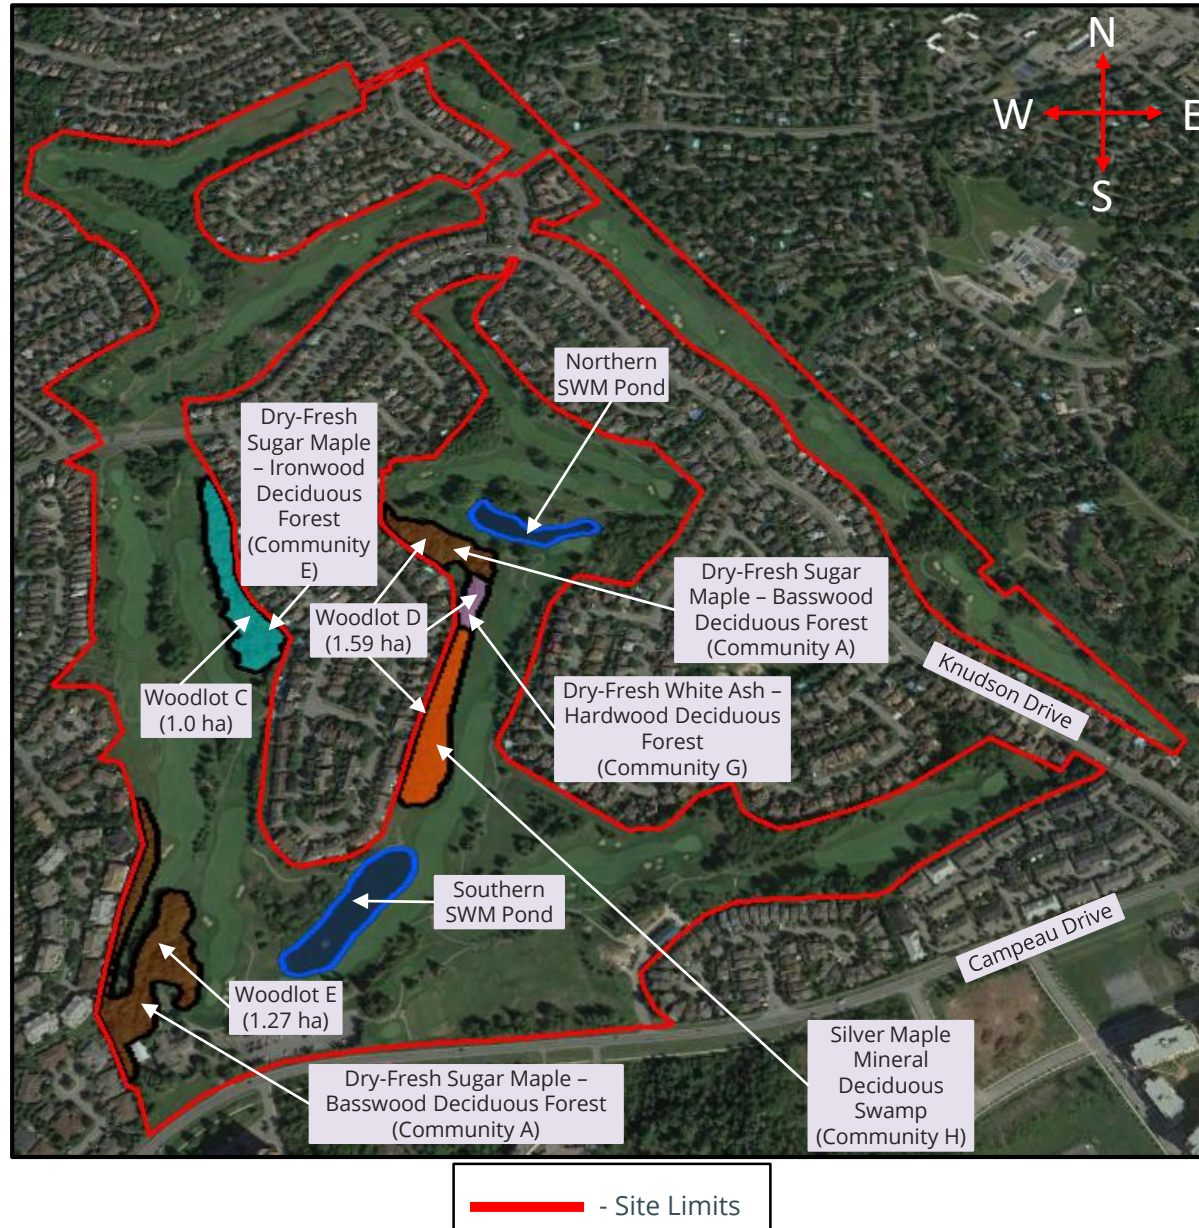 N
W
E
S
Northern
SWM Pond
Dry-Fresh
Sugar Maple
– Ironwood
Deciduous
Forest
(Community
E)
Dry-Fresh Sugar
Maple – Basswood
Deciduous Forest
(Community A)
Woodlot D
(1.59 ha)
Woodlot C
(1.0 ha)
Dry-Fresh White Ash –
Hardwood Deciduous
Forest
(Community G)
Knudson Drive
Southern
SWM Pond
Campeau Drive
Woodlot E
(1.27 ha)
Silver Maple
Mineral
Deciduous
Swamp
(Community H)
Dry-Fresh Sugar Maple –
Basswood Deciduous Forest
(Community A)
- Site Limits